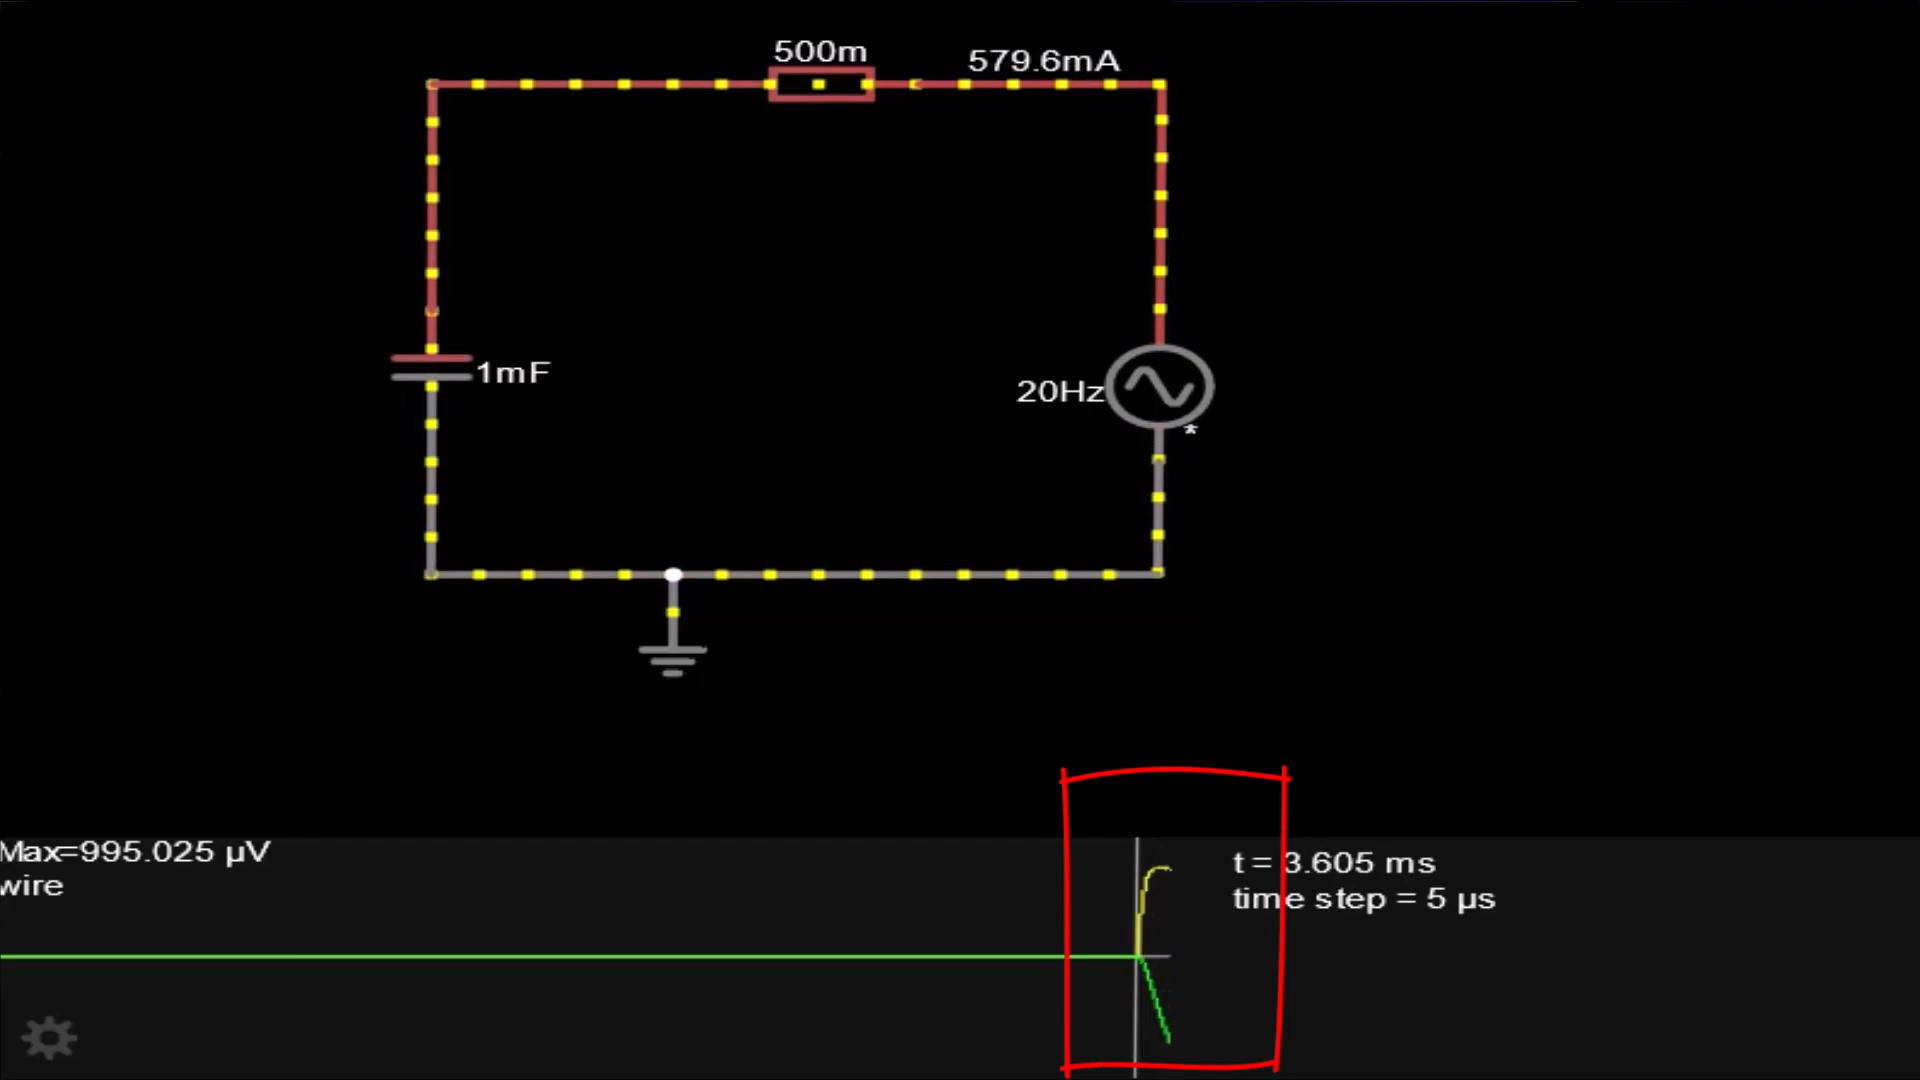 500m
579.6mA
1mF
20Hz
*
Max=995.025 µV
wire
t = 3.605 ms
time step = 5 µs